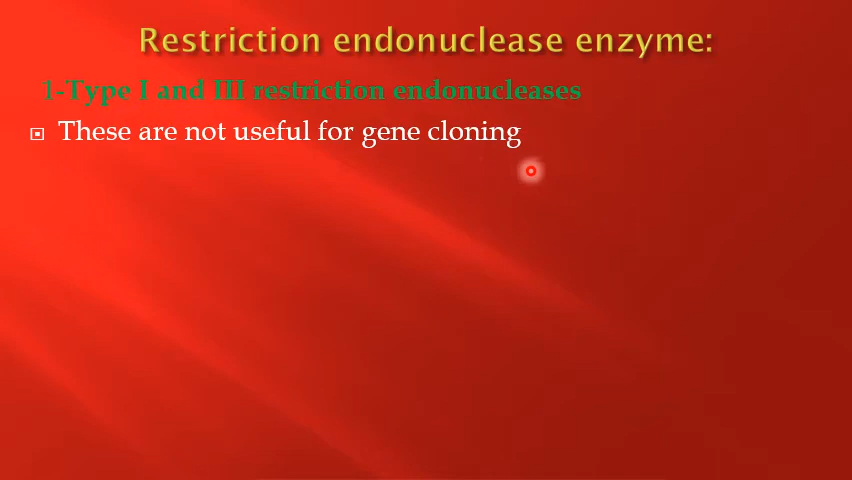 Restriction endonuclease enzyme:
1-Type I and III restriction endonucleases
These are not useful for gene cloning